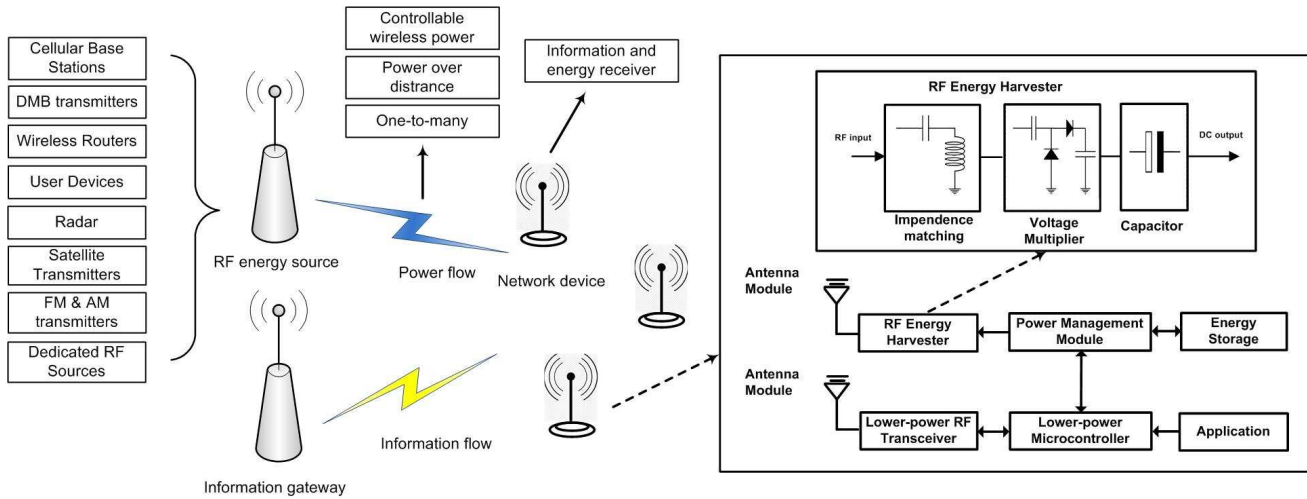 Cellular Base
Stations
DMB transmitters
Wireless Routers
User Devices
Radar
Satellite
Transmitters
FM & AM
transmitters
Dedicated RF
Sources
RF energy source
Information gateway
Controllable
wireless power
Power over
distrance
One-to-many
Power flow
Information flow
Information and
energy receiver
Network device
RF Energy Harvester
RF input
DC output
Impendence
matching
Voltage
Multiplier
Capacitor
Antenna
Module
RF Energy
Harvester
Power Management
Module
Energy
Storage
Antenna
Module
Lower-power RF
Transceiver
Lower-power
Microcontroller
Application